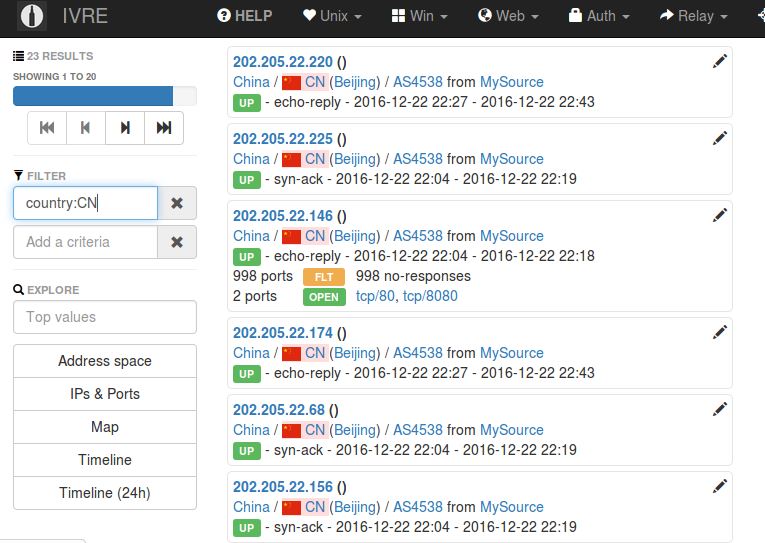 IVRE
HELP Unix Win Web Auth Relay
23 RESULTS
SHOWING 1 TO 20
FILTER
country:CN
Add a criteria
EXPLORE
Top values
Address space
IPs & Ports
Map
Timeline
Timeline (24h)
202.205.22.220 ()
China / CN (Beijing) / AS4538 from MySource
UP - echo-reply - 2016-12-22 22:27 - 2016-12-22 22:43
202.205.22.225 ()
China / CN (Beijing) / AS4538 from MySource
UP - syn-ack - 2016-12-22 22:04 - 2016-12-22 22:19
202.205.22.146 ()
China / CN (Beijing) / AS4538 from MySource
UP - echo-reply - 2016-12-22 22:04 - 2016-12-22 22:18
998 ports FLT 998 no-responses
2 ports OPEN tcp/80, tcp/8080
202.205.22.174 ()
China / CN (Beijing) / AS4538 from MySource
UP - echo-reply - 2016-12-22 22:27 - 2016-12-22 22:43
202.205.22.68 ()
China / CN (Beijing) / AS4538 from MySource
UP - syn-ack - 2016-12-22 22:04 - 2016-12-22 22:19
202.205.22.156 ()
China / CN (Beijing) / AS4538 from MySource
UP - syn-ack - 2016-12-22 22:04 - 2016-12-22 22:19